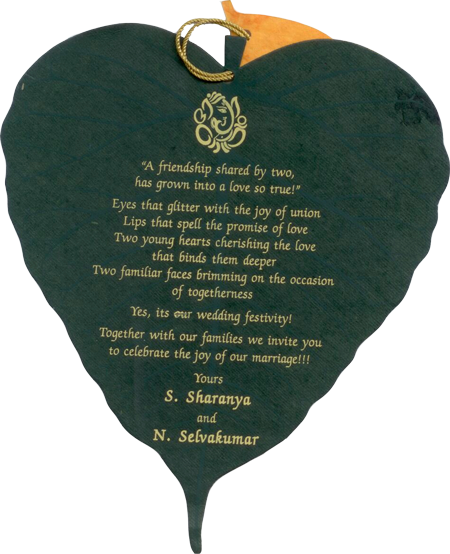 "A friendship shared by two,
has grown into a love so true!"
Eyes that glitter with the joy of union
Lips that spell the promise of love
Two young hearts cherishing the love
that binds them deeper
Two familiar faces brimming on the occasion
of togetherness
Yes, its our wedding festivity!
Together with our families we invite you
to celebrate the joy of our marriage!!!
Yours
S. Sharanya
and
N. Selvakumar